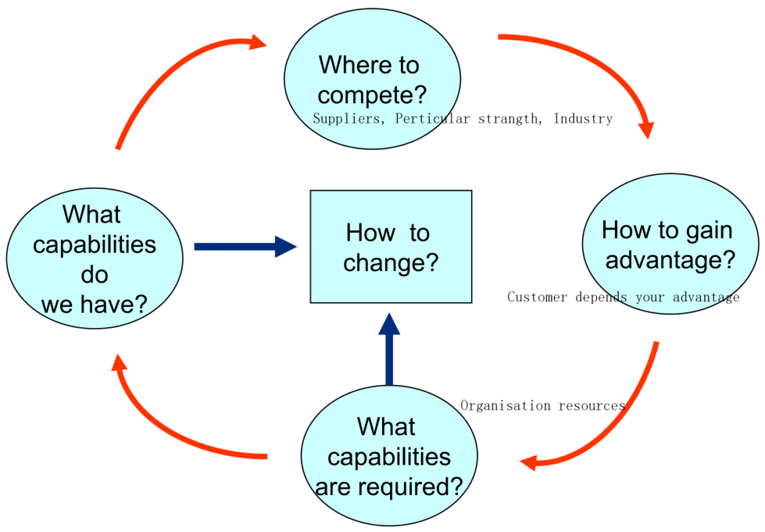 Where to
compete?
Suppliers, Perticular strangth, Industry
What
capabilities
do
we have?
How to
change?
How to gain
advantage?
Customer depends your advantage
Organisation resources
What
capabilities
are required?